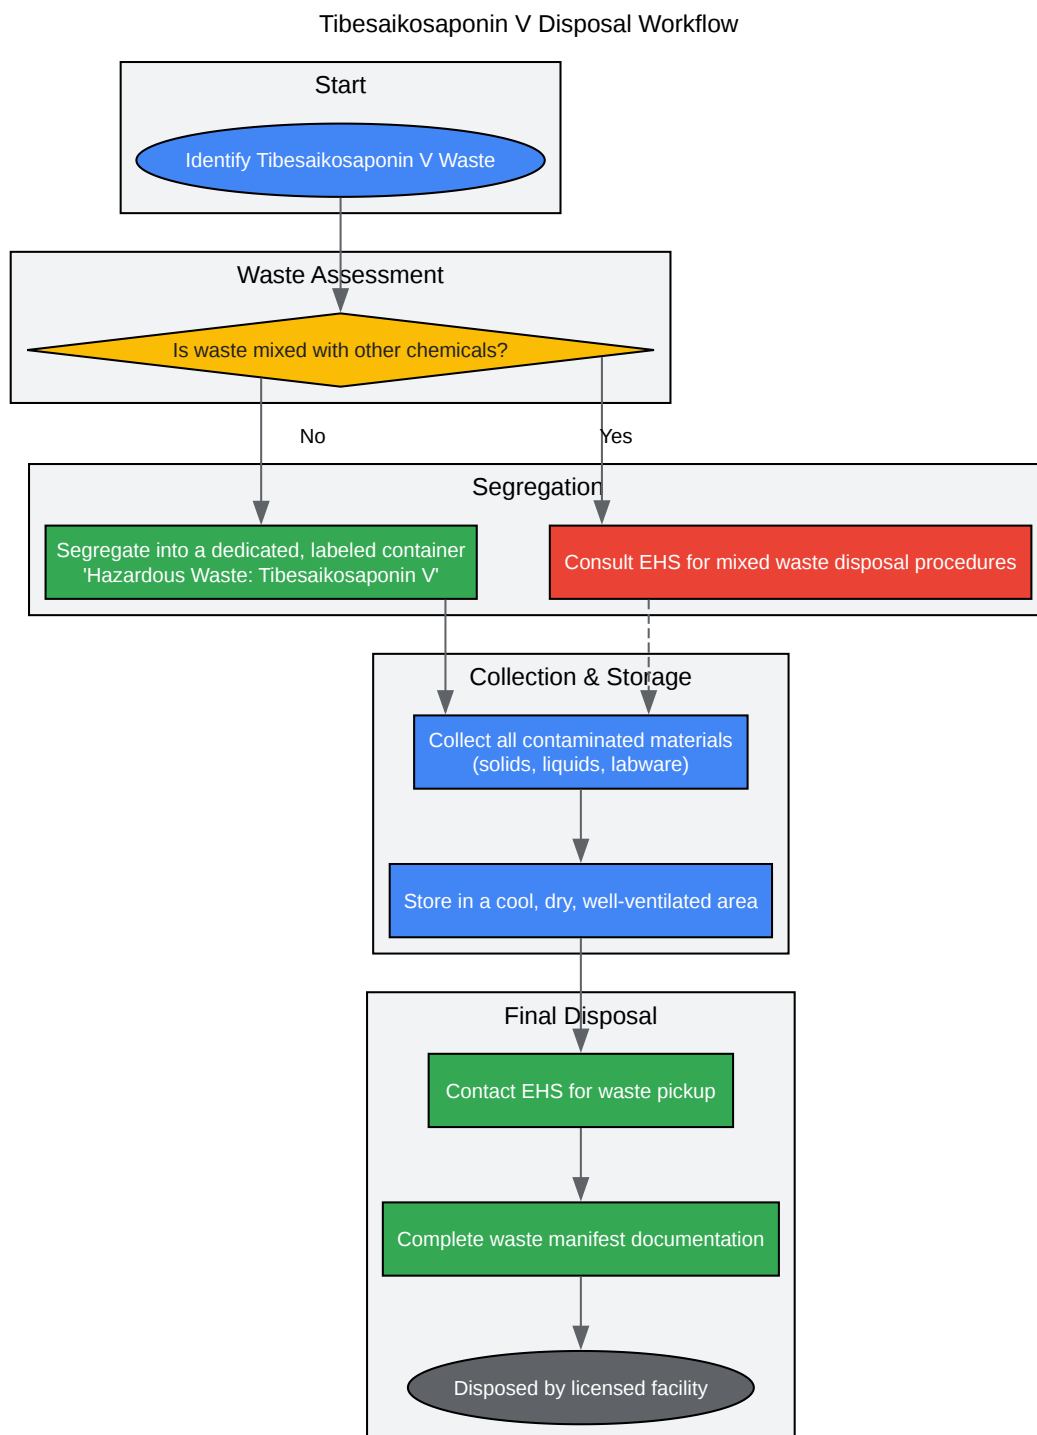 Tibesaikosaponin V Disposal Workflow
Start
Identify Tibesaikosaponin V Waste
Waste Assessment
Is waste mixed with other chemicals?
No
Yes
Segregation
Segregate into a dedicated, labeled container
'Hazardous Waste: Tibesaikosaponin V'
Consult EHS for mixed waste disposal procedures
Collection & Storage
Collect all contaminated materials
(solids, liquids, labware)
Store in a cool, dry, well-ventilated area
Final Disposal
Contact EHS for waste pickup
Complete waste manifest documentation
Disposed by licensed facility